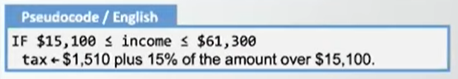 Pseudocode / English
IF $15,100 ≤ income ≤ $61,300
tax ← $1,510 plus 15% of the amount over $15,100.